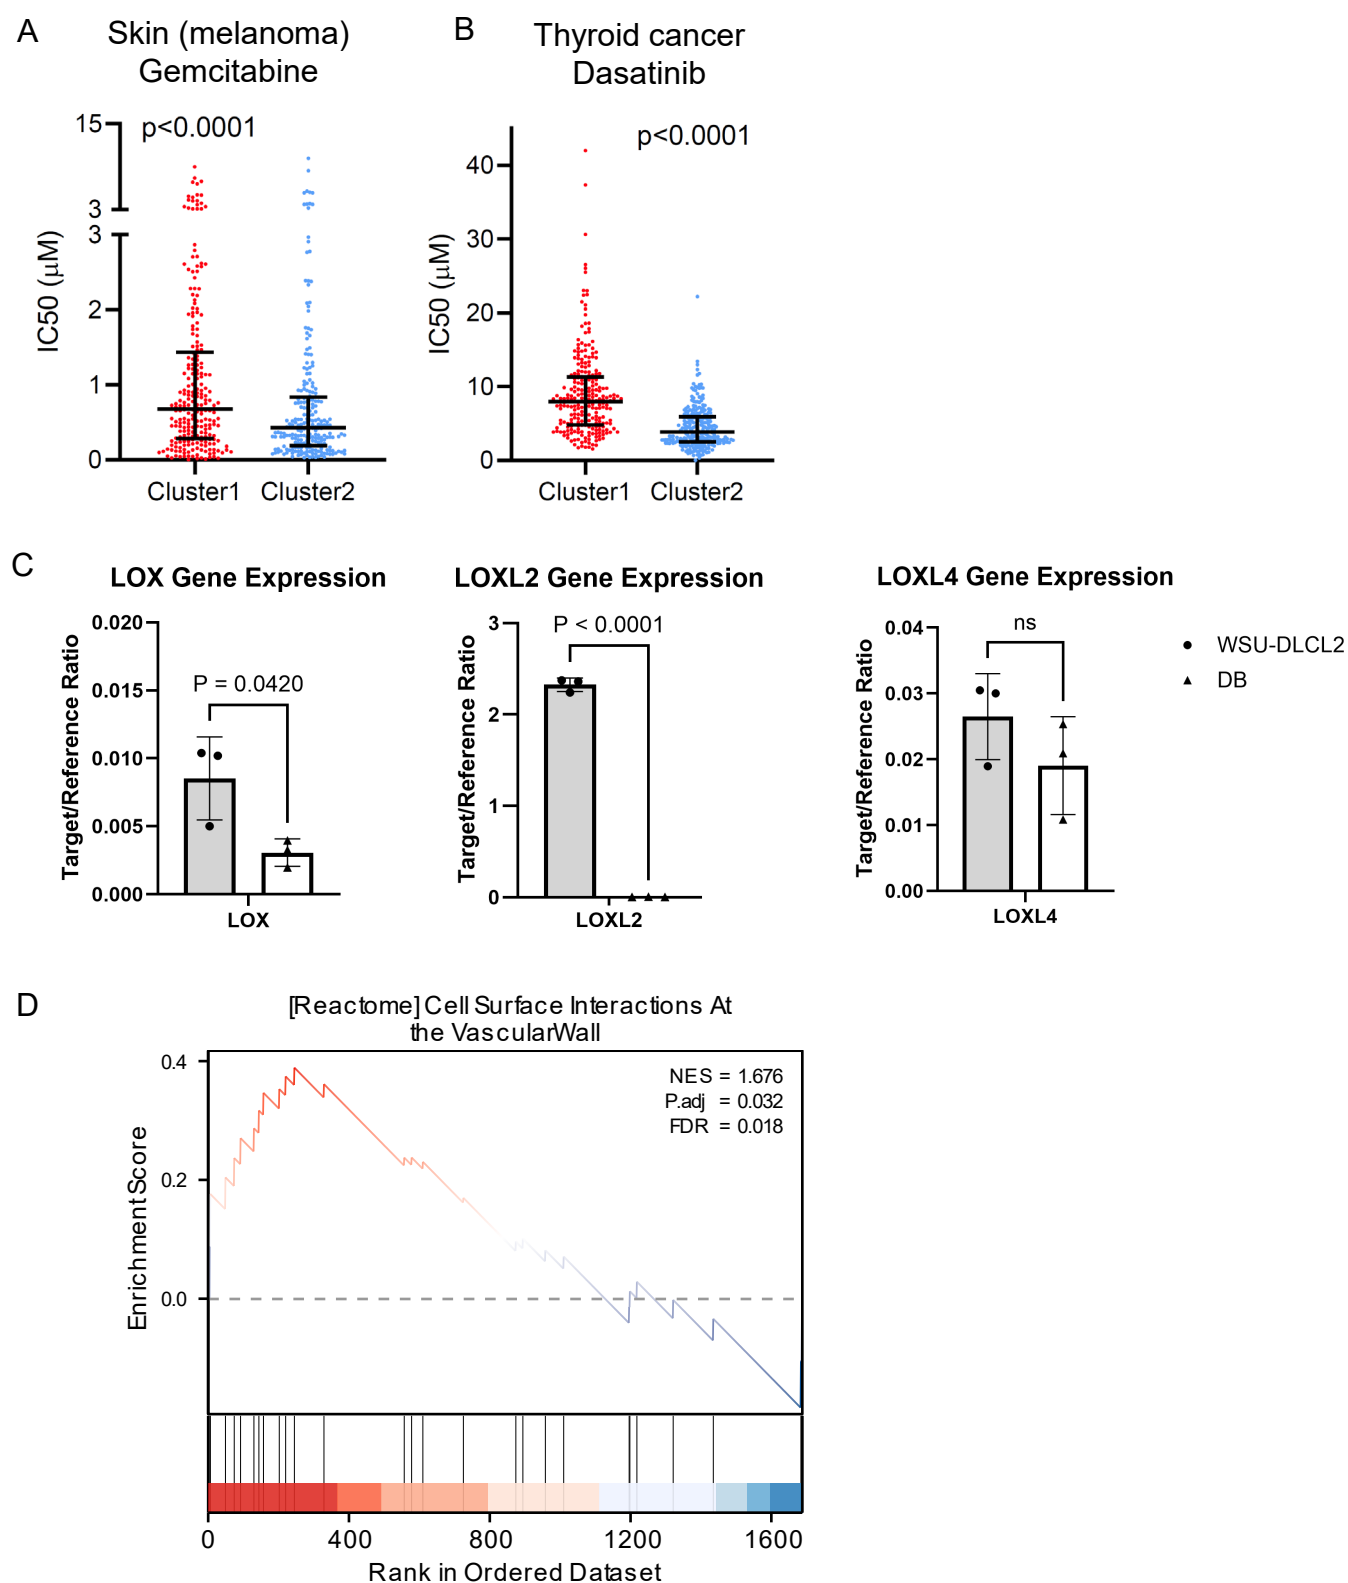 A
Skin (melanoma)
Gemcitabine
p<0.0001
15
3
3
2
1
0
IC50 (μM)
Cluster1
Cluster2
B
Thyroid cancer
Dasatinib
p<0.0001
40
30
20
10
0
IC50 (μM)
Cluster1
Cluster2
C
LOX Gene Expression
0.020
0.015
0.010
0.005
0.000
Target/Reference Ratio
P = 0.0420
LOX
LOXL2 Gene Expression
3
2
1
0
Target/Reference Ratio
P < 0.0001
LOXL2
LOXL4 Gene Expression
0.04
0.03
0.02
0.01
0.00
Target/Reference Ratio
ns
LOXL4
WSU-DLCL2
DB
D
[Reactome] Cell Surface Interactions At
the VascularWall
NES = 1.676
P.adj = 0.032
FDR = 0.018
0.4
0.2
0.0
Enrichment Score
0
400
800
1200
1600
Rank in Ordered Dataset